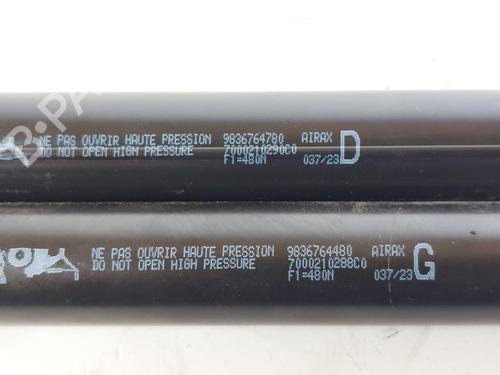 NE PAS OUVRIR HAUTE PRESSION 9836764780 AIRAX D
DO NOT OPEN HIGH PRESSURE 7000210290C0 037/23
F1=480N
NE PAS OUVRIR HAUTE PRESSION 9836764480 AIRAX G
DO NOT OPEN HIGH PRESSURE 7000210288C0 037/23
F1=480N